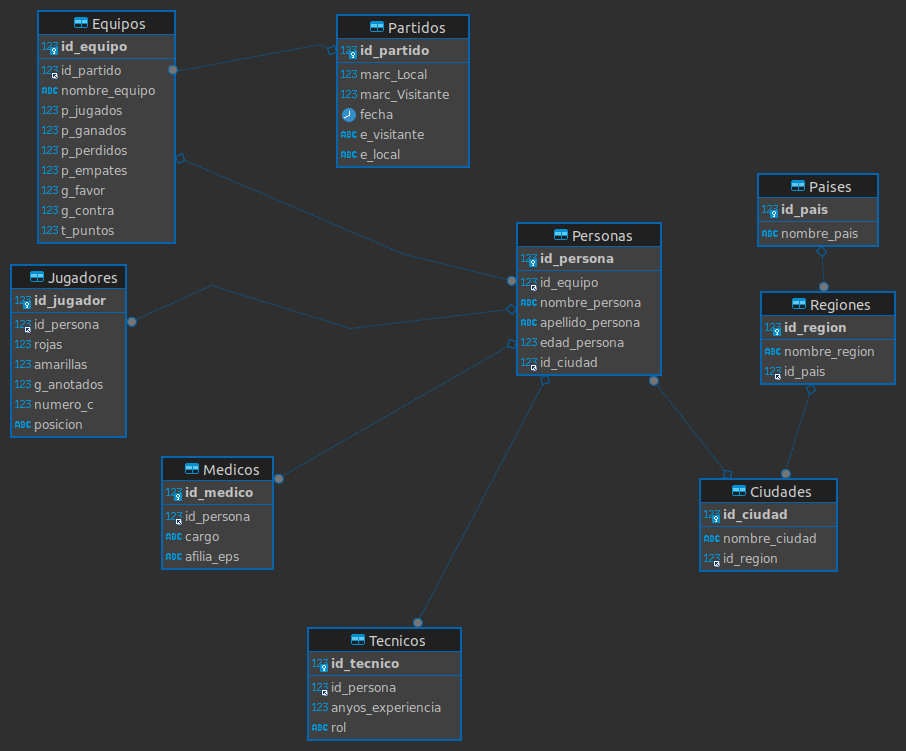 Equipos
123 id_equipo
123 id_partido
ABC nombre_equipo
123 p_jugados
123 p_ganados
123 p_perdidos
123 p_empates
123 g_favor
123 g_contra
123 t_puntos
Partidos
123 id_partido
123 marc_Local
123 marc_Visitante
fecha
ABC e_visitante
ABC e_local
Paises
123 id_pais
ABC nombre_pais
Personas
123 id_persona
123 id_equipo
ABC nombre_persona
ABC apellido_persona
123 edad_persona
123 id_ciudad
Jugadores
123 id_jugador
123 id_persona
123 rojas
123 amarillas
123 g_anotados
123 numero_c
ABC posicion
Regiones
123 id_region
ABC nombre_region
123 id_pais
Medicos
123 id_medico
123 id_persona
ABC cargo
ABC afilia_eps
Ciudades
123 id_ciudad
ABC nombre_ciudad
123 id_region
Tecnicos
123 id_tecnico
123 id_persona
123 anyos_experiencia
ABC rol